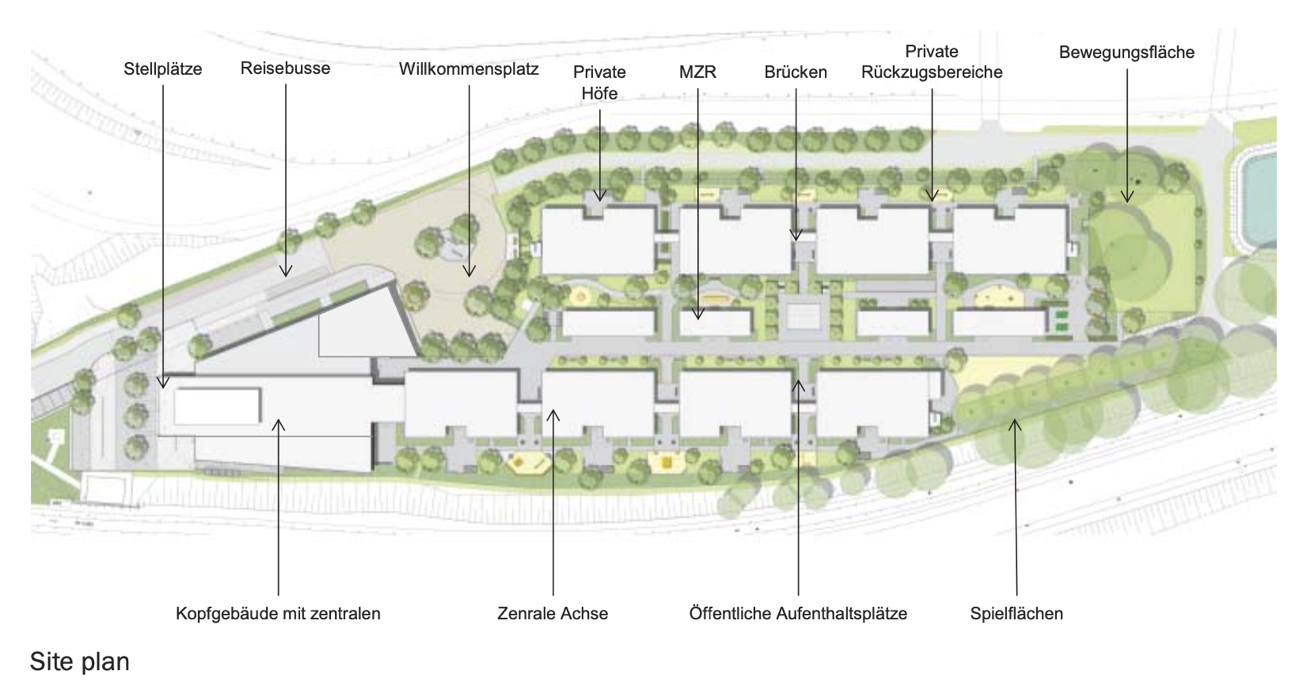 Stellplätze
Reisebusse
Willkommensplatz
Private
Höfe
MZR
Brücken
Private
Rückzugsbereiche
Bewegungsfläche
Kopfgebäude mit zentralen
Zenrale Achse
Öffentliche Aufenthaltsplätze
Spielflächen
Site plan